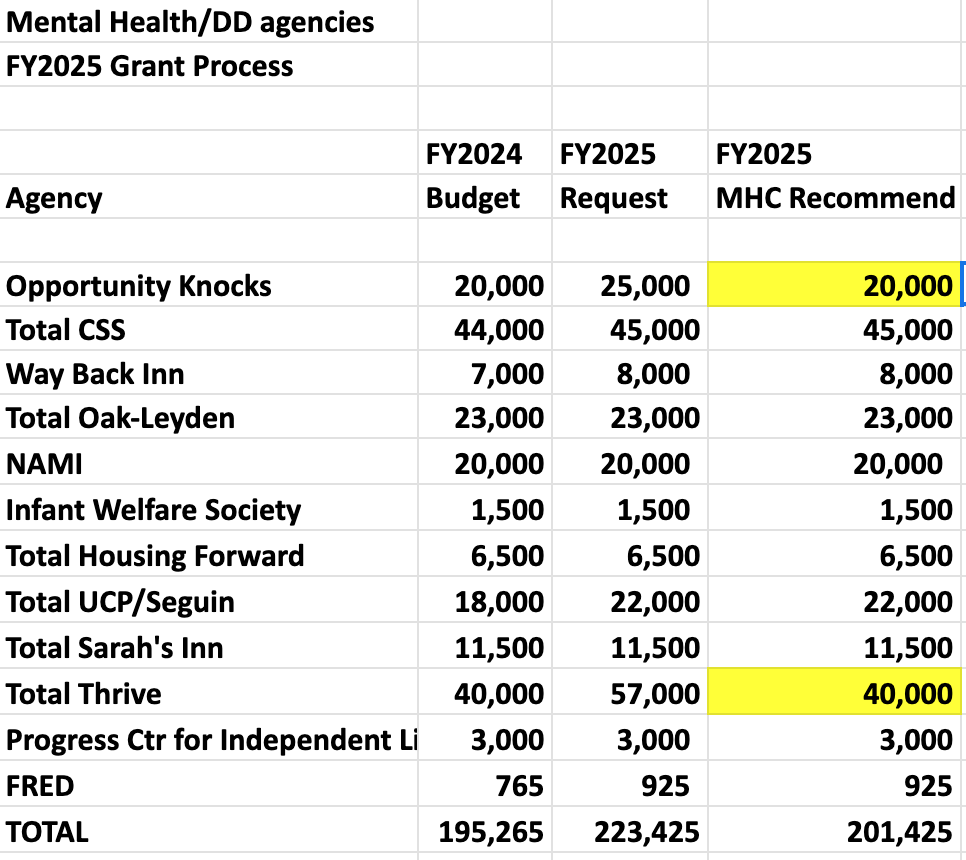 Mental Health/DD agencies
FY2025 Grant Process
FY2024 FY2025 FY2025
Agency Budget Request MHC Recommend
Opportunity Knocks 20,000 25,000 20,000
Total CSS 44,000 45,000 45,000
Way Back Inn 7,000 8,000 8,000
Total Oak-Leyden 23,000 23,000 23,000
NAMI 20,000 20,000 20,000
Infant Welfare Society 1,500 1,500 1,500
Total Housing Forward 6,500 6,500 6,500
Total UCP/Seguin 18,000 22,000 22,000
Total Sarah's Inn 11,500 11,500 11,500
Total Thrive 40,000 57,000 40,000
Progress Ctr for Independent Li 3,000 3,000 3,000
FRED 765 925 925
TOTAL 195,265 223,425 201,425